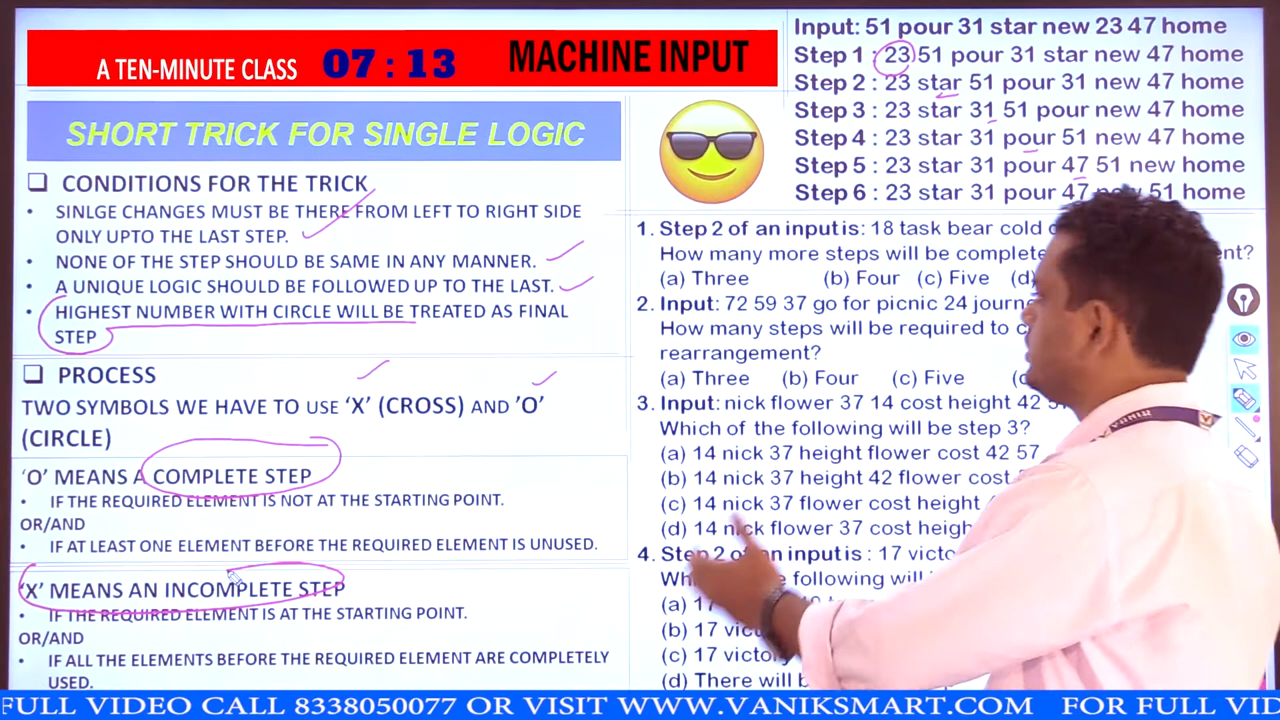 A TEN-MINUTE CLASS 07 : 13 MACHINE INPUT
SHORT TRICK FOR SINGLE LOGIC
❑ CONDITIONS FOR THE TRICK
• SINLGE CHANGES MUST BE THERE FROM LEFT TO RIGHT SIDE
ONLY UPTO THE LAST STEP.
• NONE OF THE STEP SHOULD BE SAME IN ANY MANNER.
• A UNIQUE LOGIC SHOULD BE FOLLOWED UP TO THE LAST.
• HIGHEST NUMBER WITH CIRCLE WILL BE TREATED AS FINAL
STEP
❑ PROCESS
TWO SYMBOLS WE HAVE TO USE ‘X’ (CROSS) AND ’O’
(CIRCLE)
‘O’ MEANS A COMPLETE STEP
• IF THE REQUIRED ELEMENT IS NOT AT THE STARTING POINT.
OR/AND
• IF AT LEAST ONE ELEMENT BEFORE THE REQUIRED ELEMENT IS UNUSED.
‘X’ MEANS AN INCOMPLETE STEP
• IF THE REQUIRED ELEMENT IS AT THE STARTING POINT.
OR/AND
• IF ALL THE ELEMENTS BEFORE THE REQUIRED ELEMENT ARE COMPLETELY
USED.
Input: 51 pour 31 star new 23 47 home
Step 1 : 23 51 pour 31 star new 47 home
Step 2 : 23 star 51 pour 31 new 47 home
Step 3 : 23 star 31 51 pour new 47 home
Step 4 : 23 star 31 pour 51 new 47 home
Step 5 : 23 star 31 pour 47 51 new home
Step 6 : 23 star 31 pour 47 new 51 home
1. Step 2 of an input is: 18 task bear cold
How many more steps will be complete
(a) Three (b) Four (c) Five (d)
2. Input: 72 59 37 go for picnic 24 journ
How many steps will be required to
rearrangement?
(a) Three (b) Four (c) Five
3. Input: nick flower 37 14 cost height 42
Which of the following will be step 3?
(a) 14 nick 37 height flower cost 42 57
(b) 14 nick 37 height 42 flower cost
(c) 14 nick 37 flower cost height
(d) 14 nick flower 37 cost heigh
4. Step 2 of an input is : 17 victo
following will
(a) 17
(b) 17 vict
(c) 17 victory
(d) There will b
FULL VIDEO CALL 8338050077 OR VISIT WWW.VANIKSMART.COM FOR FULL VID